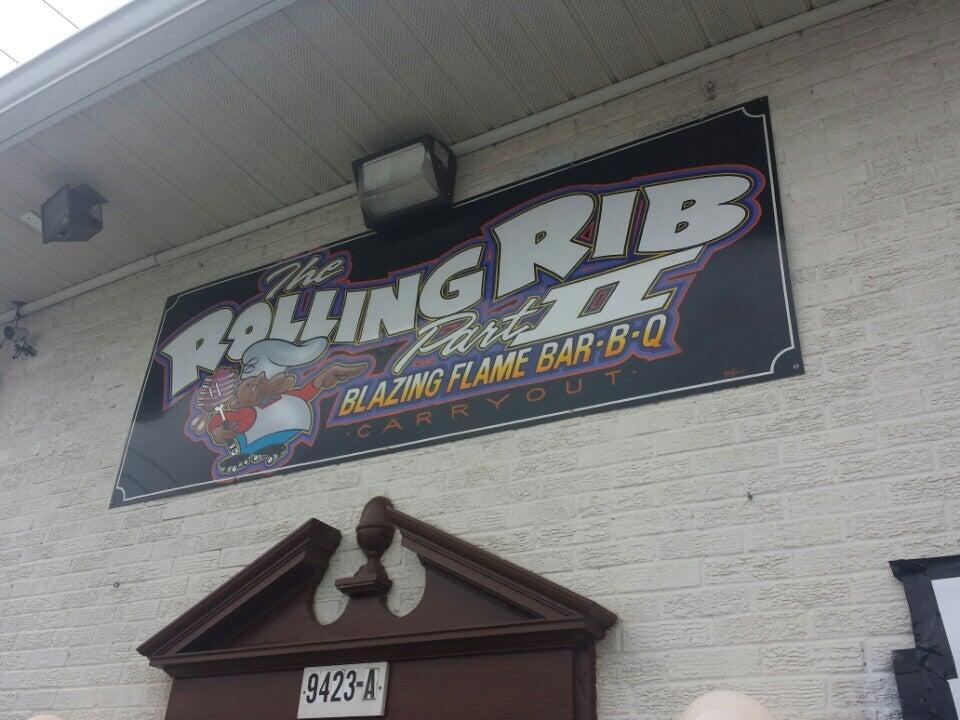 The
ROLLING RIB
Part II
BLAZING FLAME BAR-B-Q
· CARRYOUT ·
·9423-A·